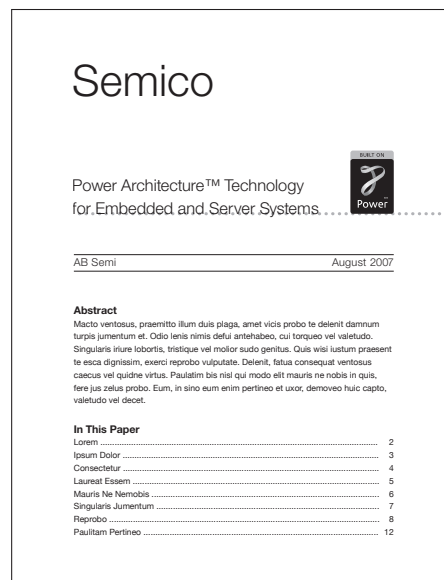 Semico
BUILT ON
Power
Power Architecture™ Technology
for Embedded and Server Systems
AB Semi August 2007
Abstract
Macto ventosus, praemitto illum duis plaga, amet vicis probo te delenit damnum
turpis jumentum et. Odio lenis nimis defui antehabeo, cui torqueo vel valetudo.
Singularis iriure lobortis, tristique vel molior sudo genitus. Quis wisi iustum praesent
te esca dignissim, exerci reprobo vulputate. Delenit, fatua consequat ventosus
caecus vel quidne virtus. Paulatim bis nisl qui modo elit mauris ne nobis in quis,
fere jus zelus probo. Eum, in sino eum enim pertineo et uxor, demoveo huic capto,
valetudo vel decet.
In This Paper
Lorem 2
Ipsum Dolor 3
Consectetur 4
Laureat Essem 5
Mauris Ne Nemobis 6
Singularis Jumentum 7
Reprobo 8
Paulitam Pertineo 12